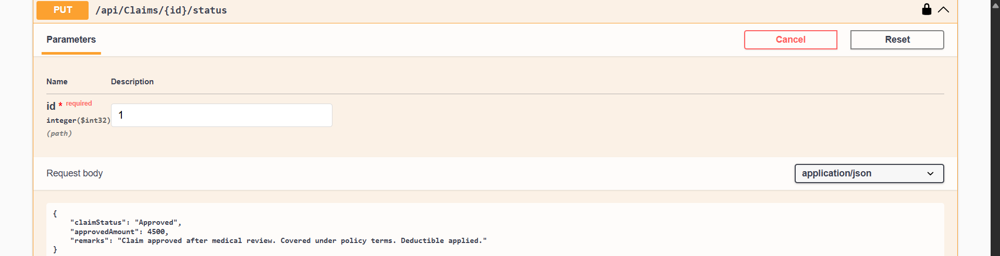 PUT /api/Claims/{id}/status
Parameters
Cancel
Reset
Name Description
id * required
integer($int32)
(path)
1
Request body
application/json
{
    "claimStatus": "Approved",
    "approvedAmount": 4500,
    "remarks": "Claim approved after medical review. Covered under policy terms. Deductible applied."
}